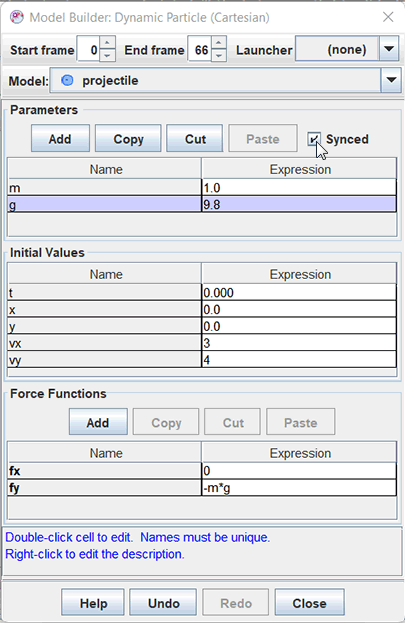 Model Builder: Dynamic Particle (Cartesian)
Start frame 0 End frame 66 Launcher (none)
Model: projectile
Parameters
Add Copy Cut Paste Synced
Name Expression
m 1.0
g 9.8
Initial Values
Name Expression
t 0.000
x 0.0
y 0.0
vx 3
vy 4
Force Functions
Add Copy Cut Paste
Name Expression
fx 0
fy -m*g
Double-click cell to edit. Names must be unique.
Right-click to edit the description.
Help Undo Redo Close